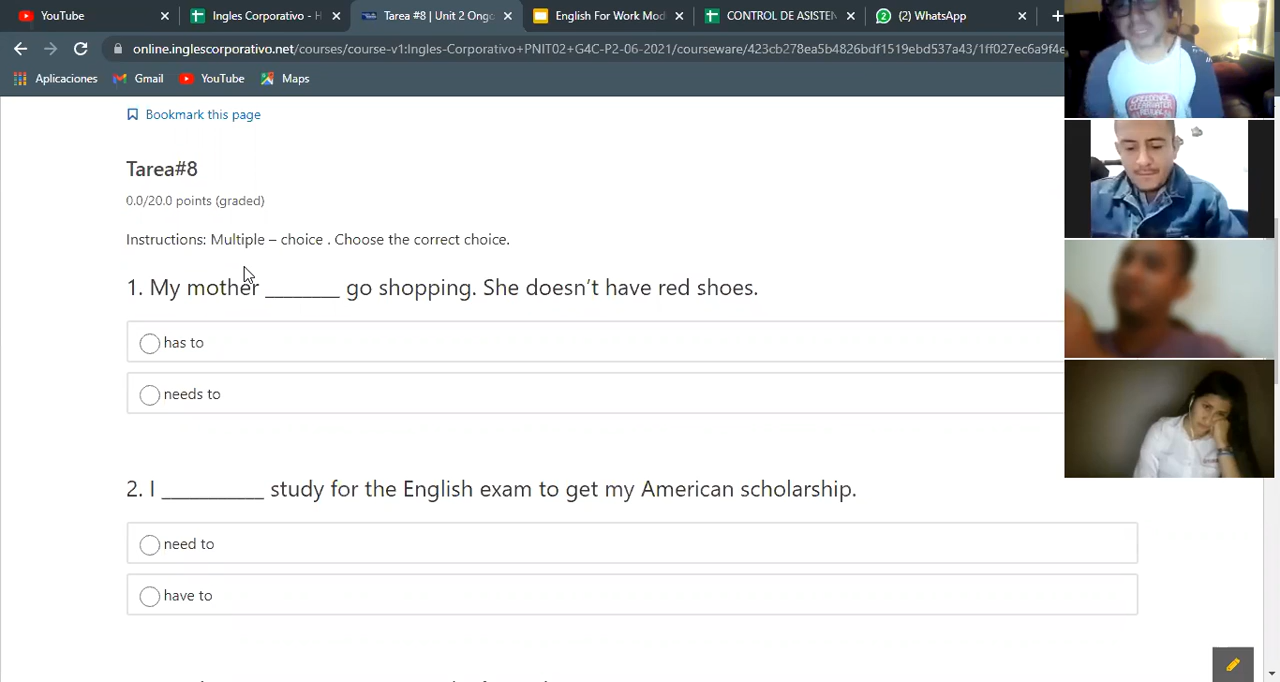 YouTube
Ingles Corporativo - H
Tarea #8 | Unit 2 Ongo
English For Work Mod
CONTROL DE ASISTEN
(2) WhatsApp
online.inglescorporativo.net/courses/course-v1:Ingles-Corporativo+PNIT02+G4C-P2-06-2021/courseware/423cb278ea5b4826bdf1519ebd537a43/1ff027ec6a9f4e
Aplicaciones
Gmail
YouTube
Maps
Bookmark this page
Tarea#8
0.0/20.0 points (graded)
Instructions: Multiple – choice . Choose the correct choice.
1. My mother ________ go shopping. She doesn’t have red shoes.
has to
needs to
2. I ___________ study for the English exam to get my American scholarship.
need to
have to
CREEDENCE
CLEARWATER
REVIVAL